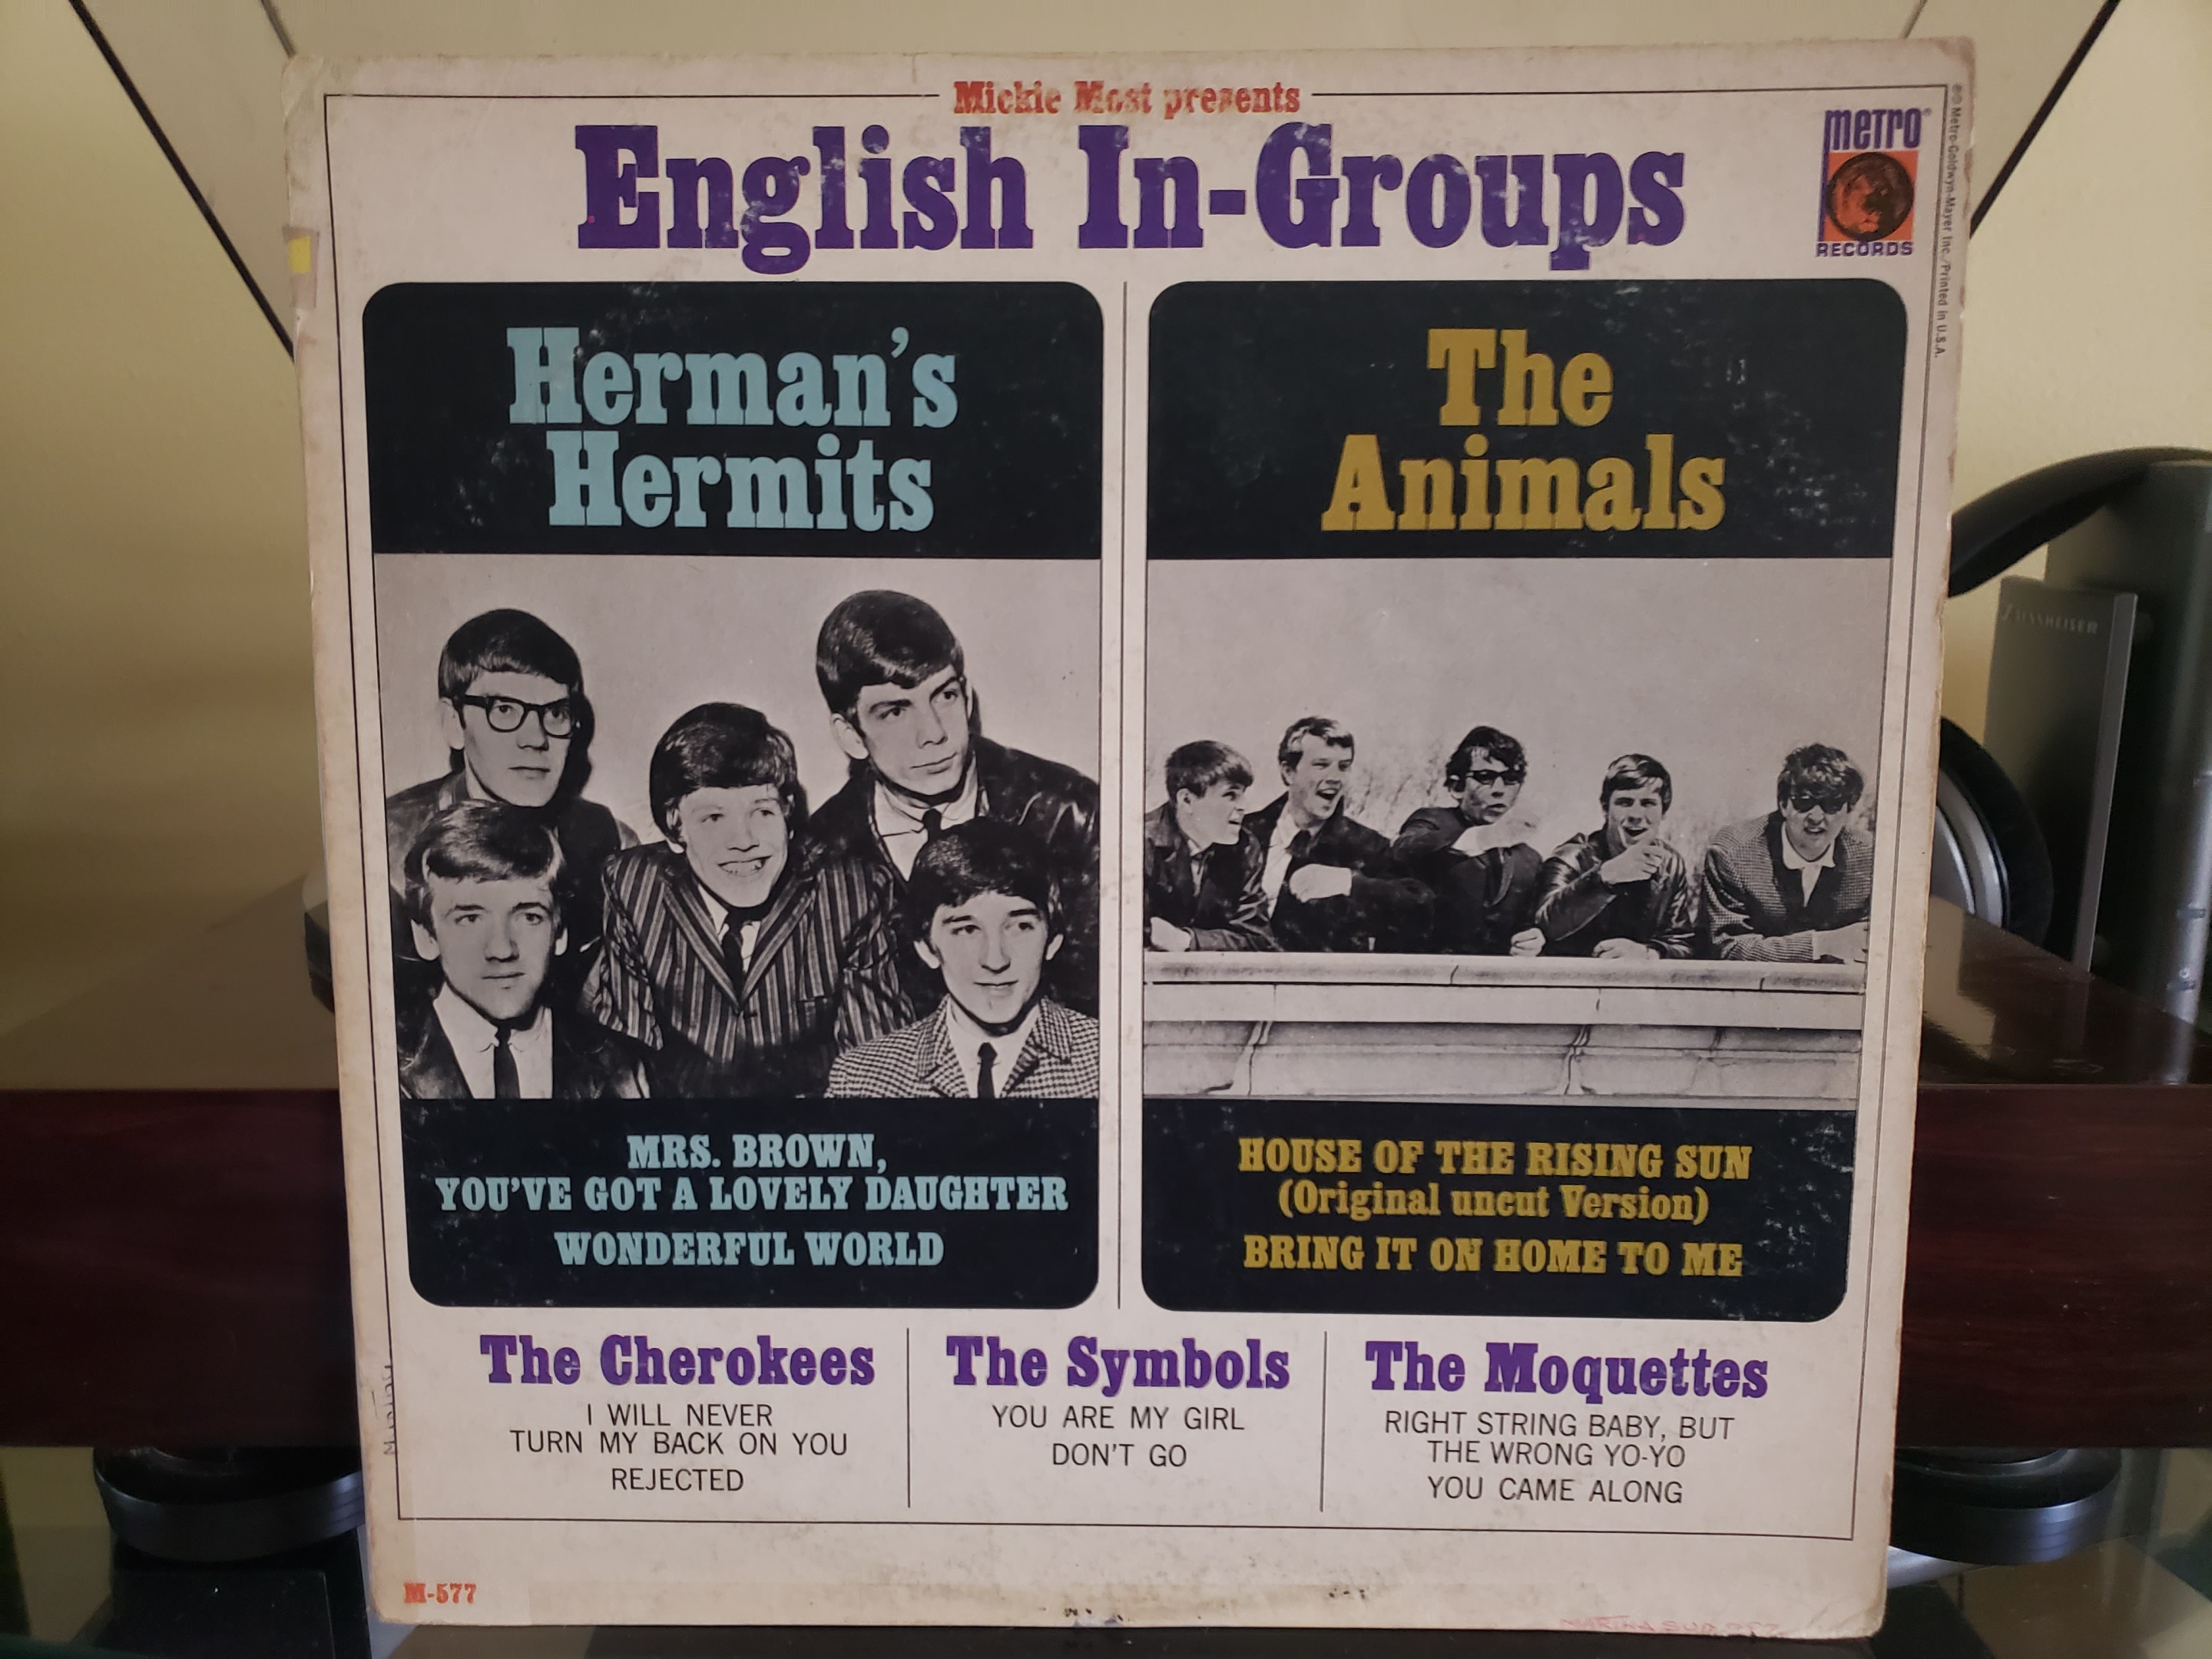 Mickie Most presents
English In-Groups
metro®
RECORDS
Metro-Goldwyn-Mayer Inc./Printed in U.S.A.
Herman's
Hermits
The
Animals
SENNHEISER
MRS. BROWN,
YOU'VE GOT A LOVELY DAUGHTER
WONDERFUL WORLD
HOUSE OF THE RISING SUN
(Original uncut Version)
BRING IT ON HOME TO ME
The Cherokees
I WILL NEVER
TURN MY BACK ON YOU
REJECTED
The Symbols
YOU ARE MY GIRL
DON'T GO
The Moquettes
RIGHT STRING BABY, BUT
THE WRONG YO-YO
YOU CAME ALONG
M-577